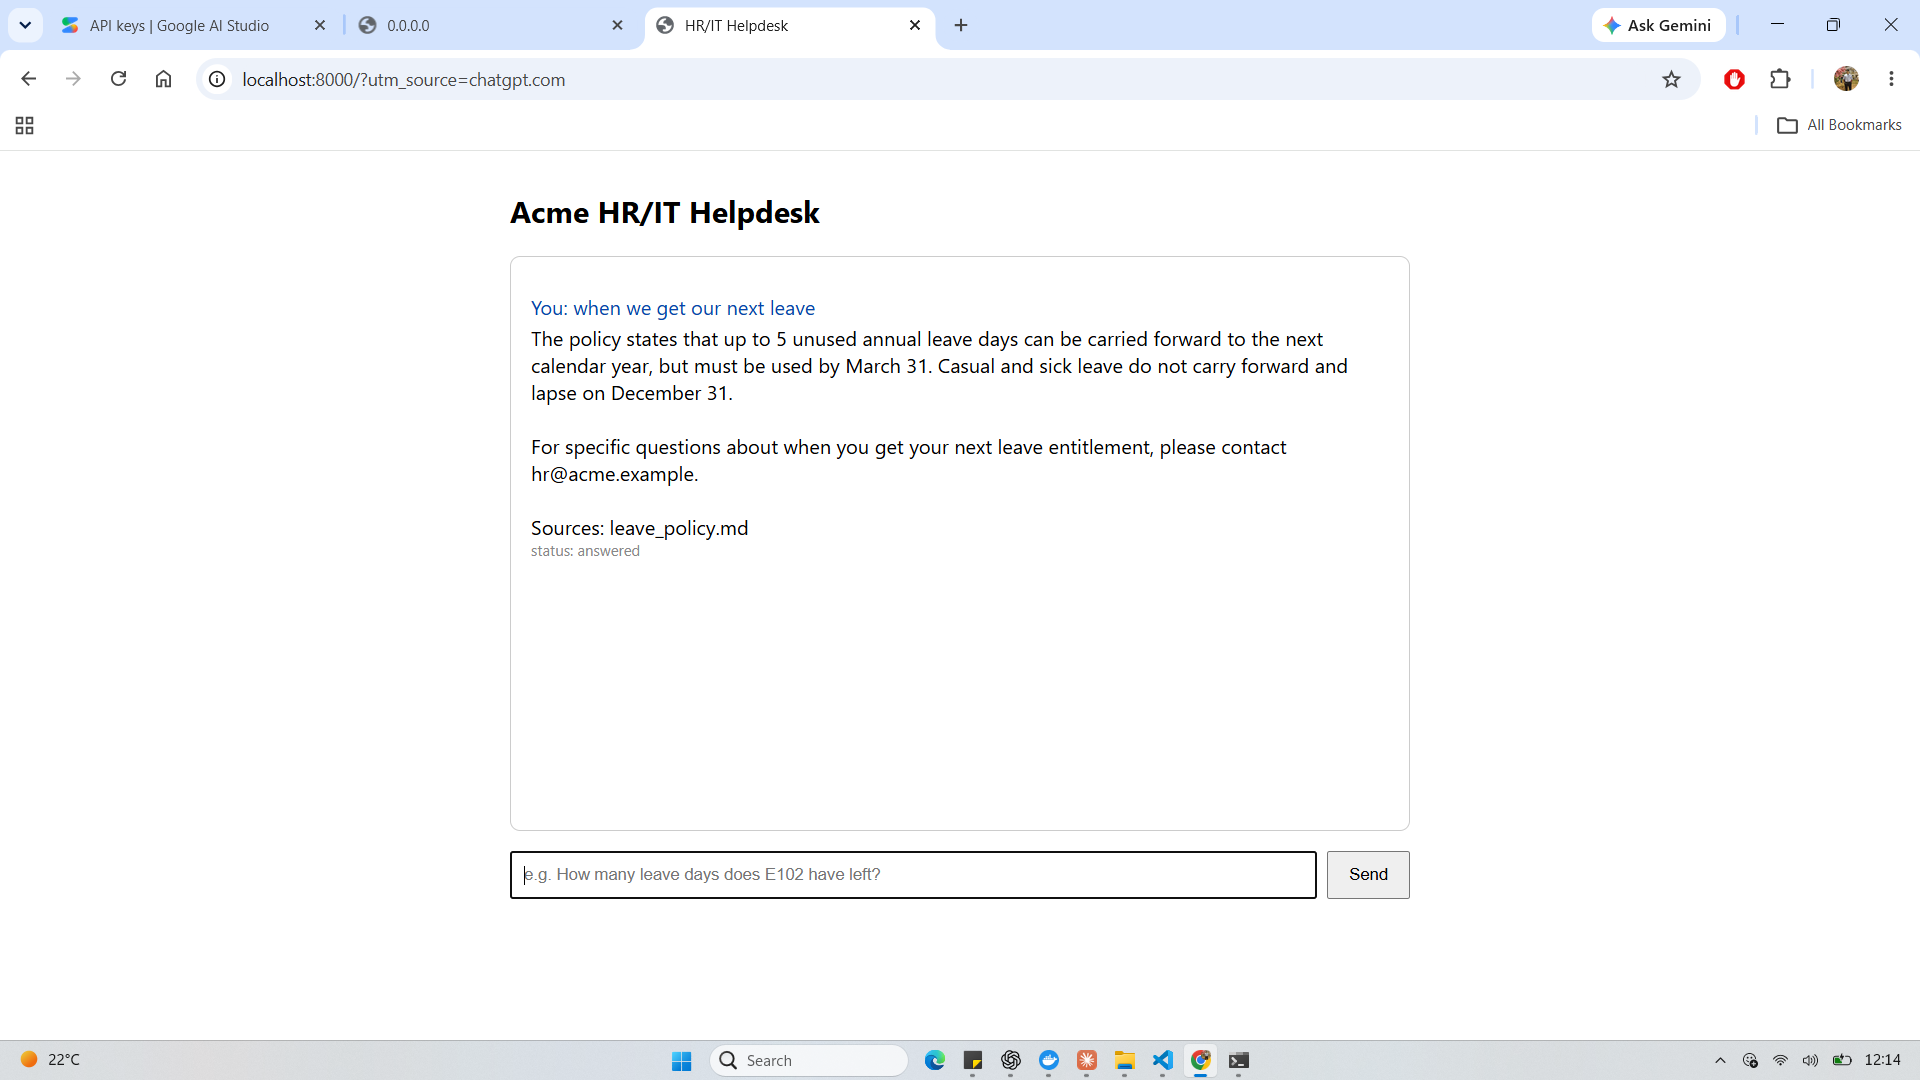 API keys | Google AI Studio
0.0.0.0
HR/IT Helpdesk
Ask Gemini
localhost:8000/?utm_source=chatgpt.com
All Bookmarks
Acme HR/IT Helpdesk
You: when we get our next leave
The policy states that up to 5 unused annual leave days can be carried forward to the next
calendar year, but must be used by March 31. Casual and sick leave do not carry forward and
lapse on December 31.
For specific questions about when you get your next leave entitlement, please contact
hr@acme.example.
Sources: leave_policy.md
status: answered
e.g. How many leave days does E102 have left?
Send
22°C
Search
12:14